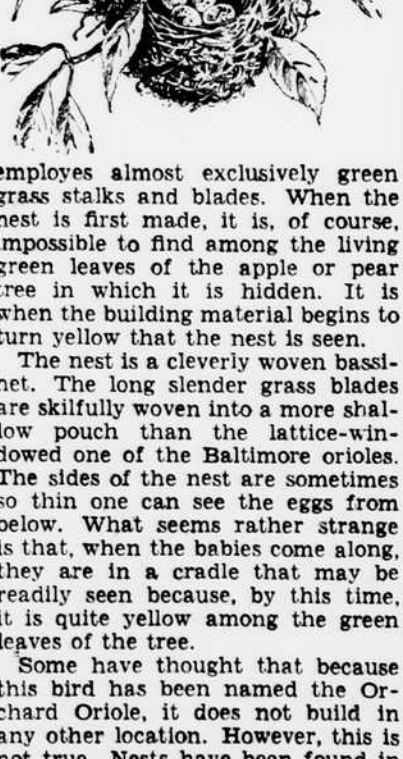 employes almost exclusively green
grass stalks and blades. When the
nest is first made, it is, of course,
impossible to find among the living
green leaves of the apple or pear
tree in which it is hidden. It is
when the building material begins to
turn yellow that the nest is seen.
The nest is a cleverly woven bassi-
net. The long slender grass blades
are skilfully woven into a more shal-
low pouch than the lattice-win-
dowed one of the Baltimore orioles.
The sides of the nest are sometimes
so thin one can see the eggs from
below. What seems rather strange
is that, when the babies come along,
they are in a cradle that may be
readily seen because, by this time,
it is quite yellow among the green
leaves of the tree.
Some have thought that because
this bird has been named the Or-
chard Oriole, it does not build in
any other location. However, this is
not true. Nests have been found in